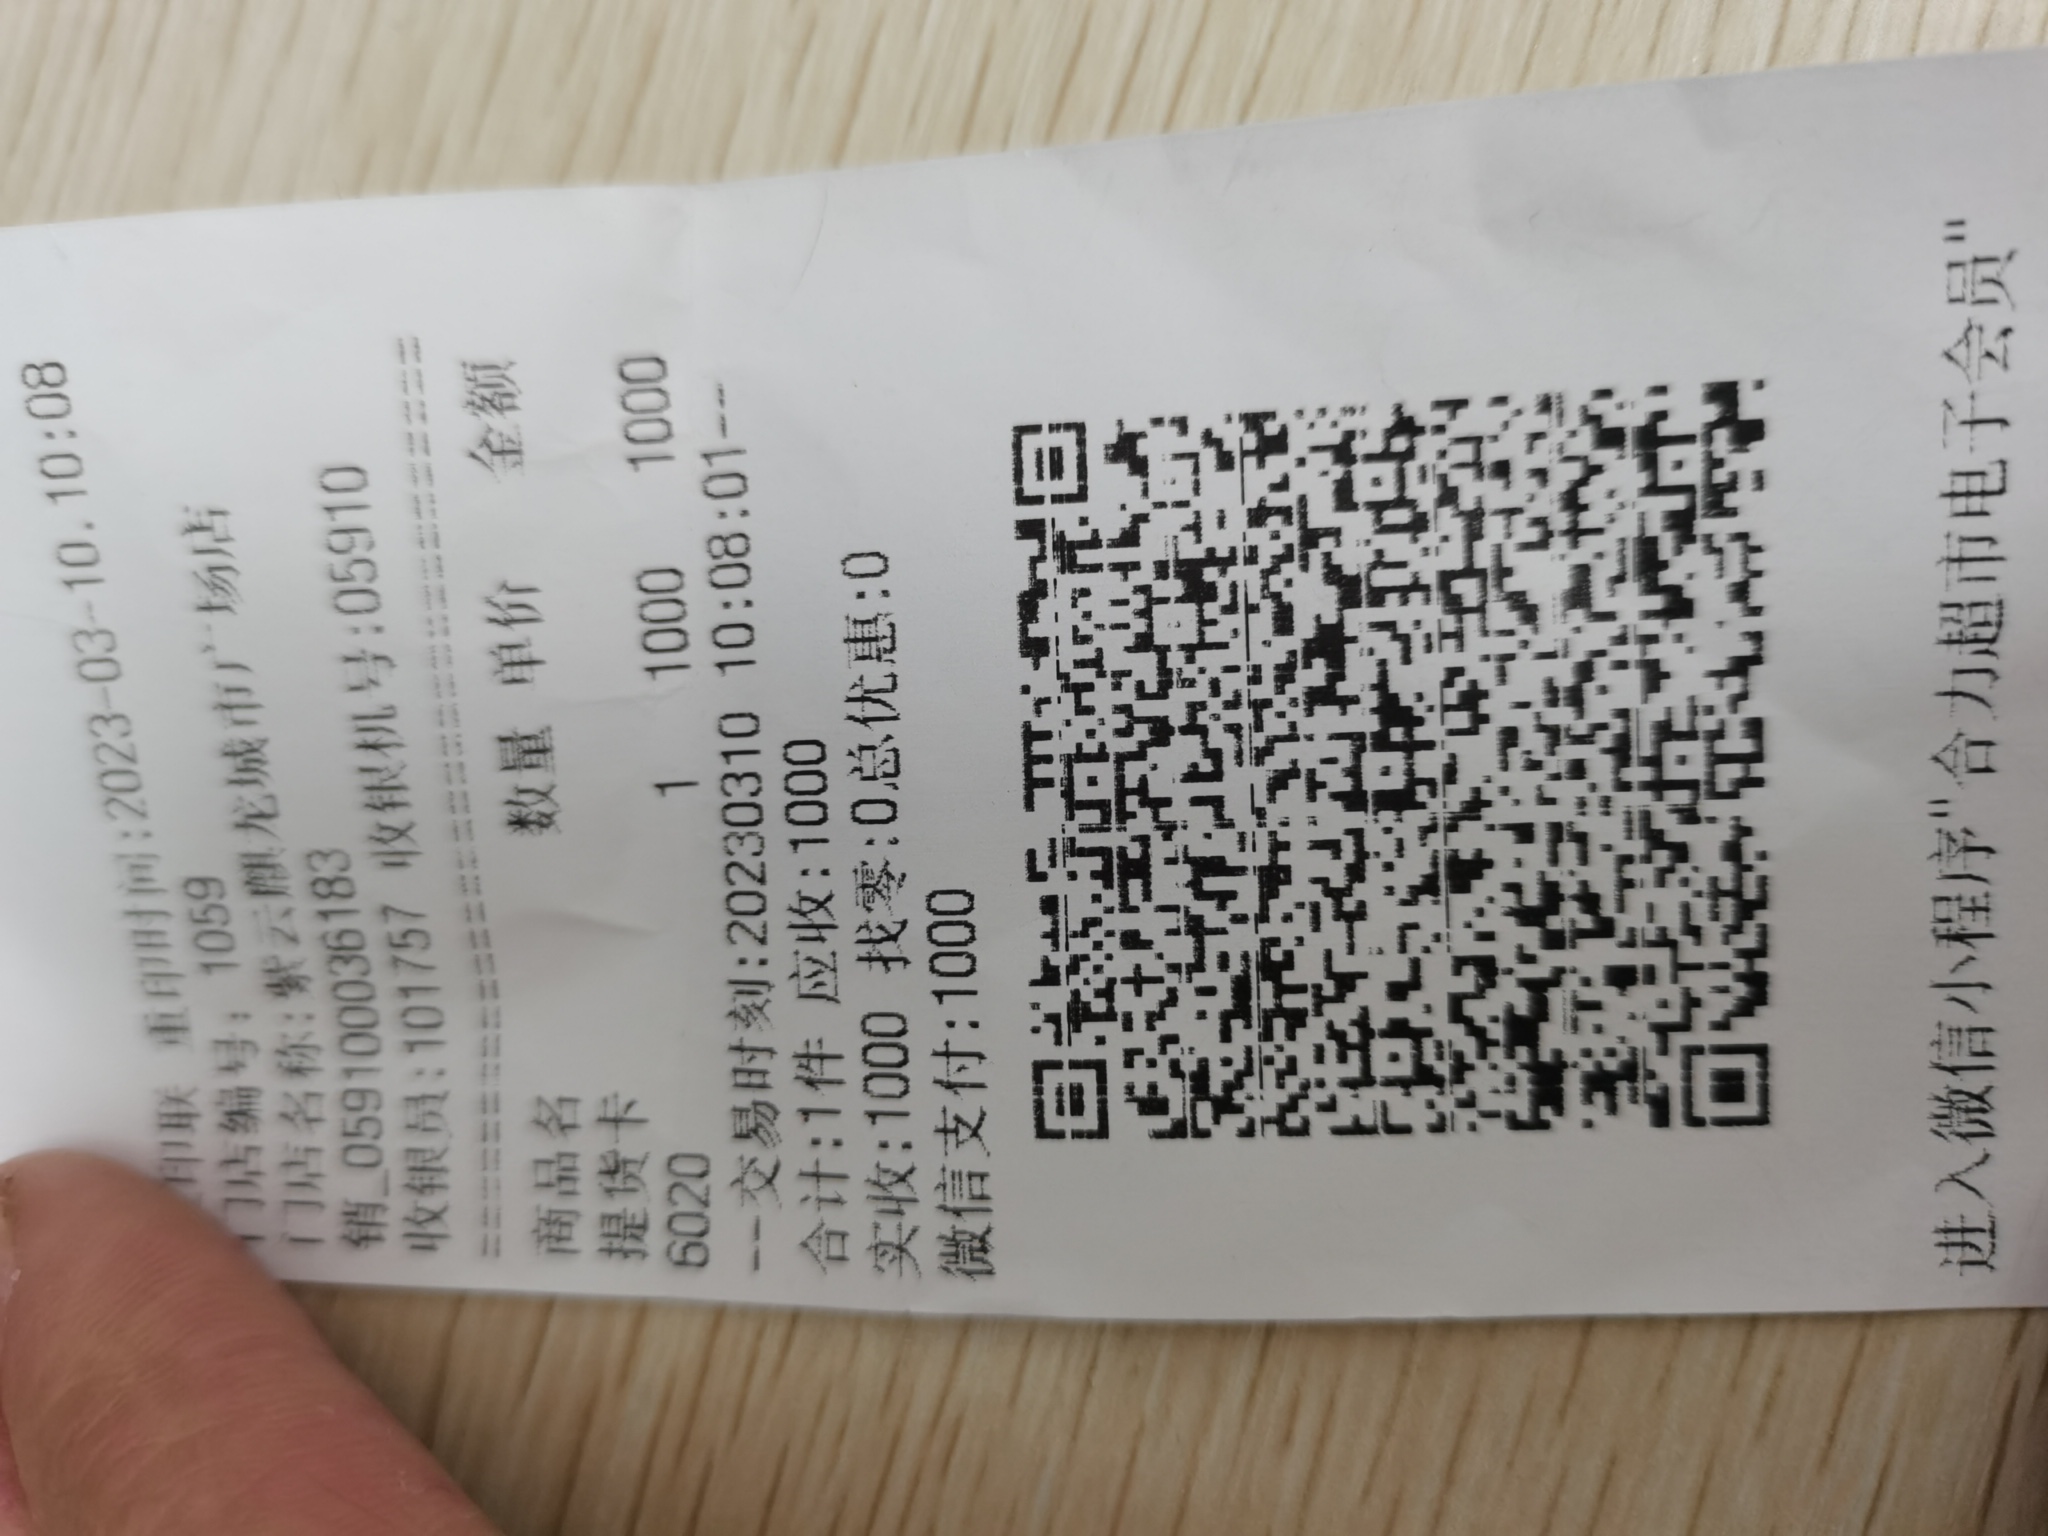 印联 重印时间:2023-03-10.10:08
门店编号: 1059
门店名称:紫云麒龙城市广场店
销_0591000036183
收银员:101757 收银机号:05910
商品名 数量 单价 金额
提货卡
6020 1 1000 1000
--交易时刻:20230310 10:08:01--
合计:1件 应收:1000
实收:1000 找零:0总优惠:0
微信支付:1000
进入微信小程序"合力超市电子会员"